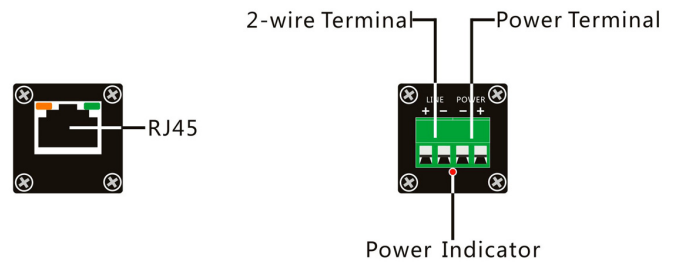 2-wire Terminal
Power Terminal
LINE POWER
+ − − +
RJ45
Power Indicator